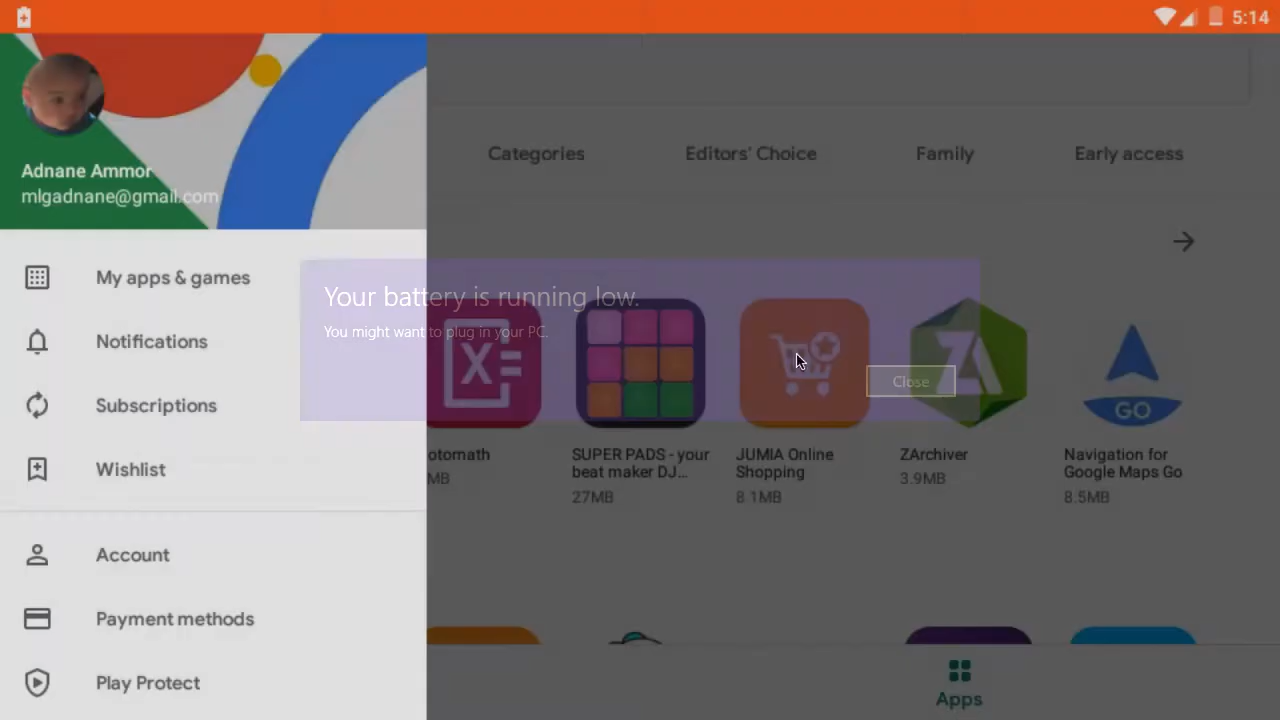 5:14
Adnane Ammor
mlgadnane@gmail.com
Categories
Editors' Choice
Family
Early access
My apps & games
Notifications
Subscriptions
Wishlist
Account
Payment methods
Play Protect
Your battery is running low.
You might want to plug in your PC.
Close
otomath
MB
SUPER PADS - your
beat maker DJ...
27MB
JUMIA Online
Shopping
8.1MB
ZArchiver
3.9MB
GO
Navigation for
Google Maps Go
8.5MB
Apps